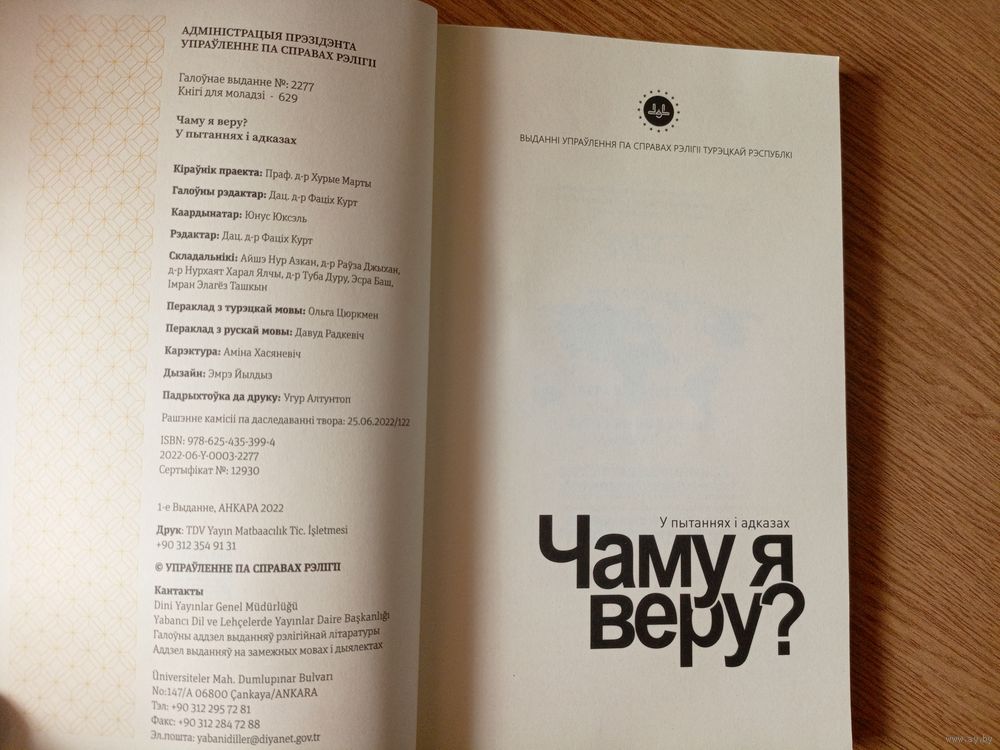 АДМІНІСТРАЦЫЯ ПРЭЗІДЭНТА
УПРАЎЛЕННЕ ПА СПРАВАХ РЭЛІГІІ
Галоўнае выданне №: 2277
Кнігі для моладзі - 629
Чаму я веру?
У пытаннях і адказах
Кіраўнік праекта: Праф. д-р Хурые Марты
Галоўны рэдактар: Дац. д-р Фаціх Курт
Каардынатар: Юнус Юксэль
Рэдактар: Дац. д-р Фаціх Курт
Складальнікі: Айшэ Нур Азкан, д-р Раўза Джыхан,
д-р Нурхаят Харал Ялчы, д-р Туба Дуру, Эсра Баш,
Імран Элагёз Ташкын
Пераклад з турэцкай мовы: Ольга Цюркмен
Пераклад з рускай мовы: Давуд Радкевіч
Карэктура: Аміна Хасяневіч
Дызайн: Эмрэ Йылдыз
Падрыхтоўка да друку: Угур Алтунтоп
Рашэнне камісіі па даследаванні твора: 25.06.2022/122
ISBN: 978-625-435-399-4
2022-06-Y-0003-2277
Сертыфікат №: 12930
1-е Выданне, АНКАРА 2022
Друк: TDV Yayın Matbaacılık Tic. İşletmesi
+90 312 354 91 31
© УПРАЎЛЕННЕ ПА СПРАВАХ РЭЛІГІІ
Кантакты
Dini Yayınlar Genel Müdürlüğü
Yabancı Dil ve Lehçelerde Yayınlar Daire Başkanlığı
Галоўны аддзел выданняў рэлігійнай літаратуры
Аддзел выданняў на замежных мовах і дыялектах
Üniversiteler Mah. Dumlupınar Bulvarı
No:147/A 06800 Çankaya/ANKARA
Тэл: +90 312 295 72 81
Факс: +90 312 284 72 88
Эл.пошта: yabanidiller@diyanet.gov.tr
ВЫДАННІ УПРАЎЛЕННЯ ПА СПРАВАХ РЭЛІГІІ ТУРЭЦКАЙ РЭСПУБЛКІ
У пытаннях і адказах
Чаму я
веру?
www.ay.by